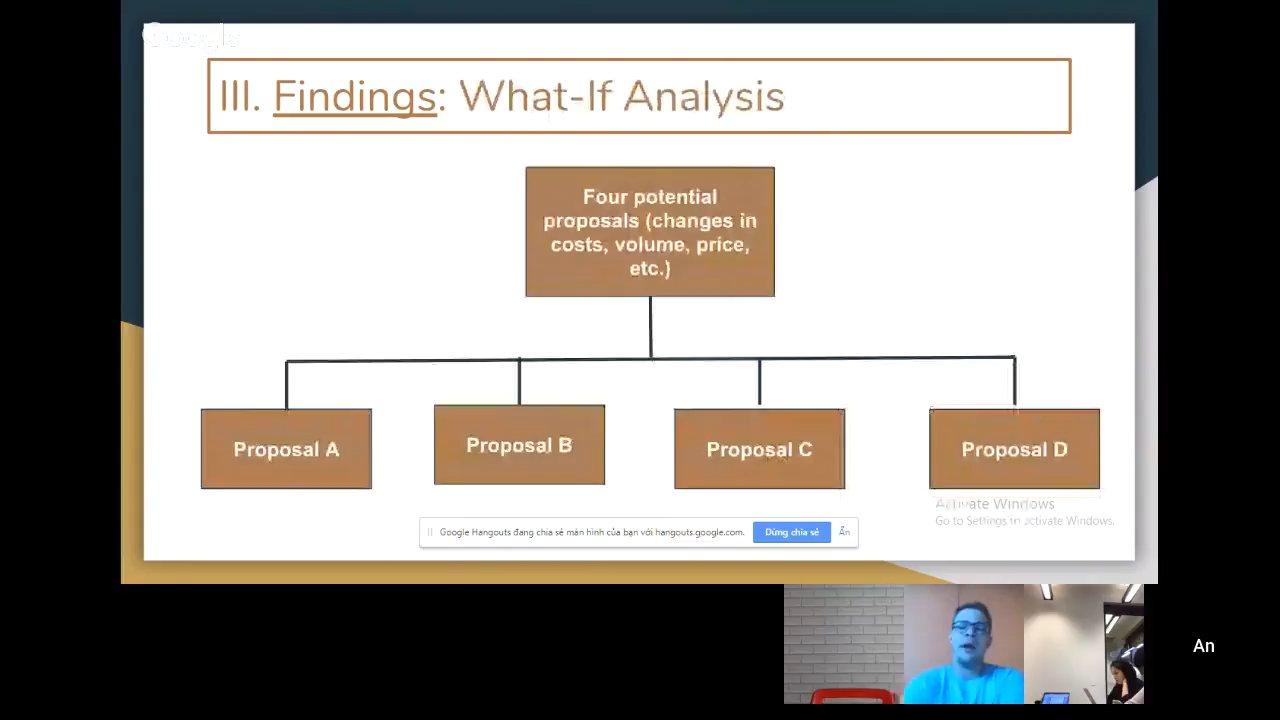 Google
III. Findings: What-If Analysis
Four potential
proposals (changes in
costs, volume, price,
etc.)
Proposal A
Proposal B
Proposal C
Proposal D
Activate Windows
Go to Settings to activate Windows.
Google Hangouts đang chia sẻ màn hình của bạn với hangouts.google.com.
Dừng chia sẻ
Ẩn
An